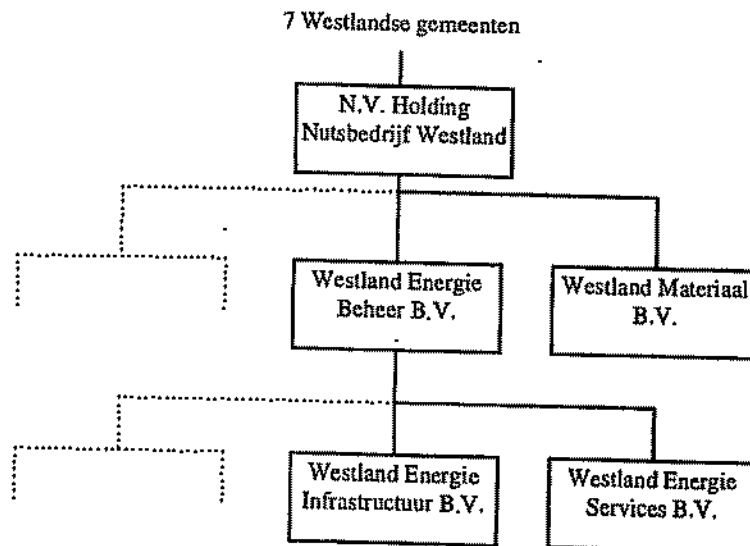 7 Westlandse gemeenten
N.V. Holding
Nutsbedrijf Westland
Westland Energie
Beheer B.V.
Westland Materiaal
B.V.
Westland Energie
Infrastructuur B.V.
Westland Energie
Services B.V.